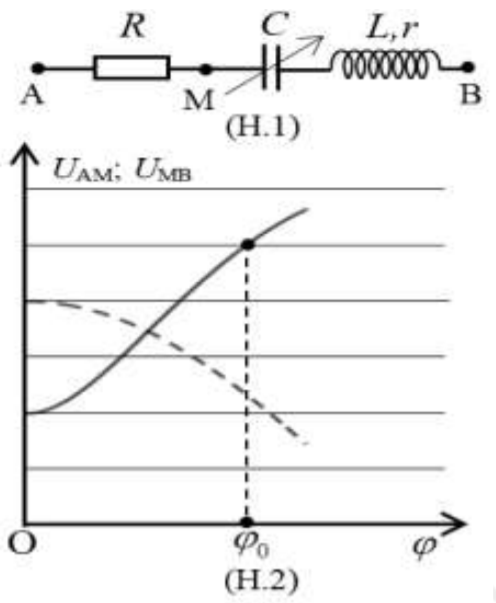 R
C
L,r
A
M
B
(H.1)
U_AM; U_MB
O
φ₀
φ
(H.2)